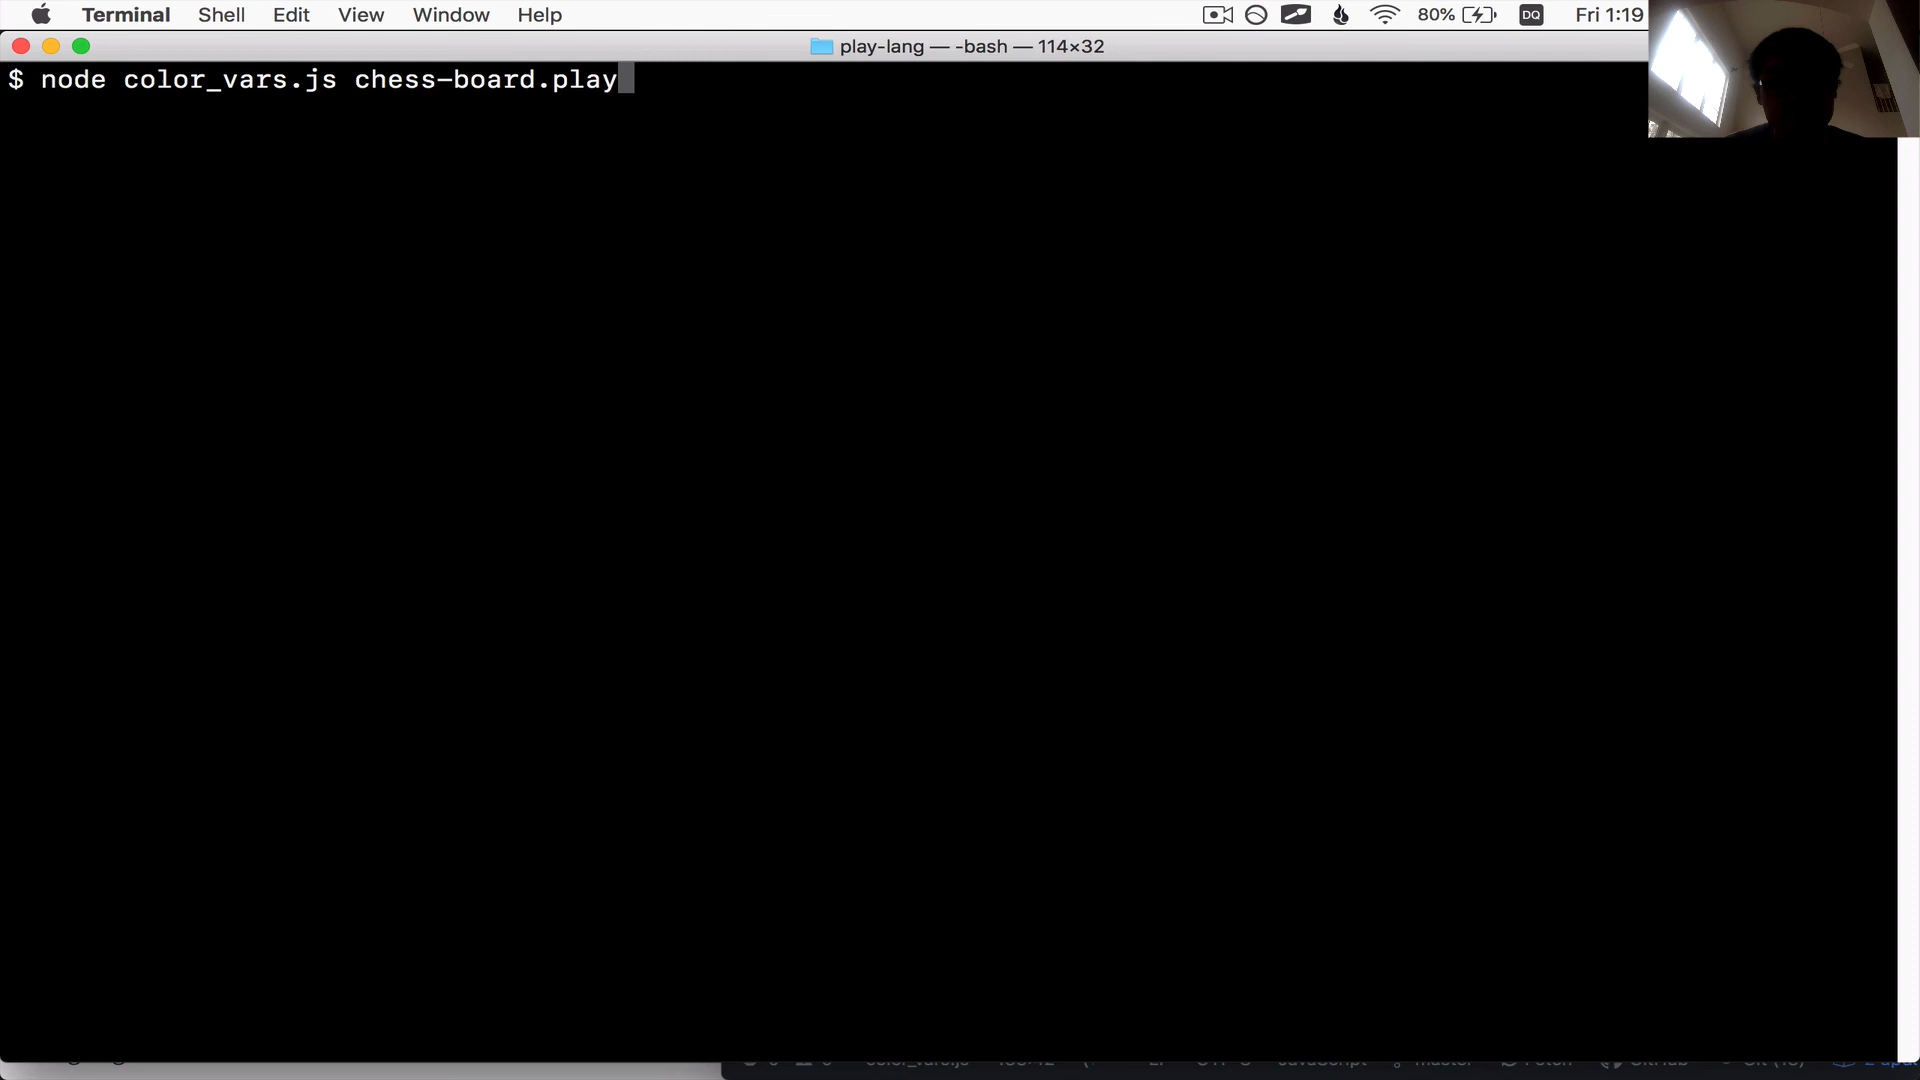 Terminal Shell Edit View Window Help 80% DQ Fri 1:19
play-lang — -bash — 114×32
$ node color_vars.js chess-board.play